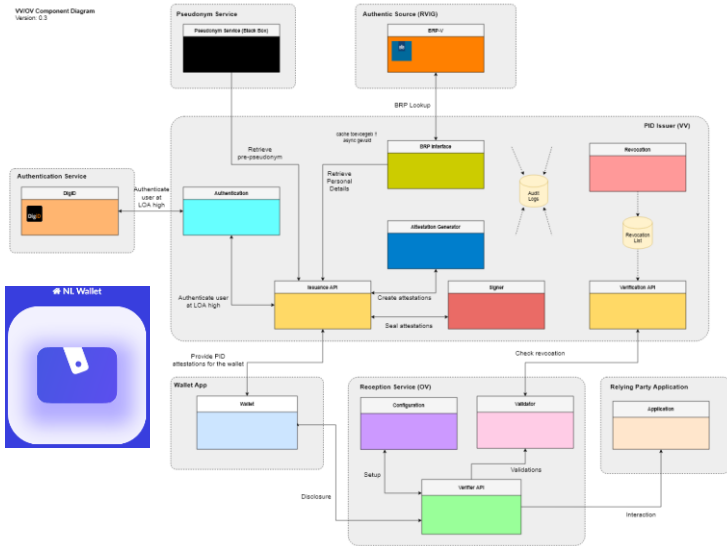 VV/OV Component Diagram
Version: 0.3
Pseudonym Service
Pseudonym Service (Black Box)
Authentic Source (RVIG)
BRP-V
BRP Lookup
PID Issuer (VV)
cache bevoegels !!
async gevuld
BRP Interface
Revocation
Retrieve
pre-pseudonym
Retrieve
Personal
Details
Audit
Logs
Authentication Service
DigiD
DigiD
Authenticate
user at
LOA high
Authentication
Attestation Generator
Revocation
List
Authenticate user
at LOA high
Issuance API
Create attestations
Signer
Seal attestations
Verification API
NL Wallet
Provide PID
attestations for the wallet
Check revocation
Wallet App
Wallet
Reception Service (OV)
Configuration
Validator
Relying Party Application
Application
Setup
Validations
Verifier API
Disclosure
Interaction